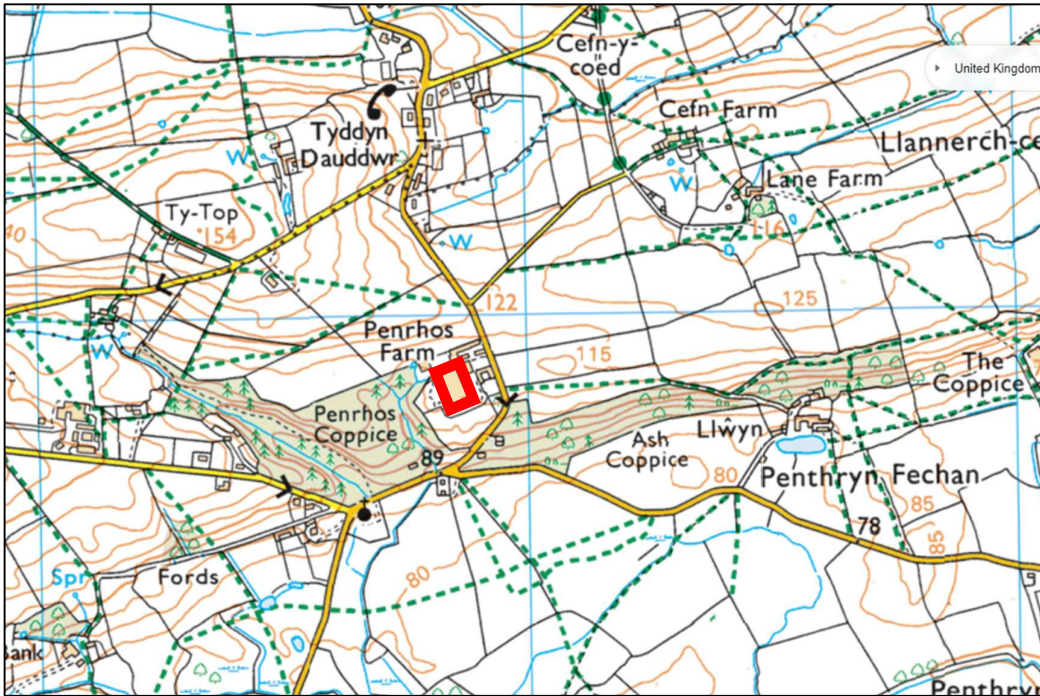 Cefn-y-
coed
United Kingdom
Cefn Farm
Tyddyn
Dauddwr
Llannerch-ce
W
Lane Farm
W
Ty-Top
154
116
40
W
122
125
Penrhos
Farm
115
W
The
Coppice
Penrhos
Coppice
Llwyn
Ash
Coppice
89
80
Penthryn Fechan
85
78
85
Spr
Fords
80
Bank
Penthryn